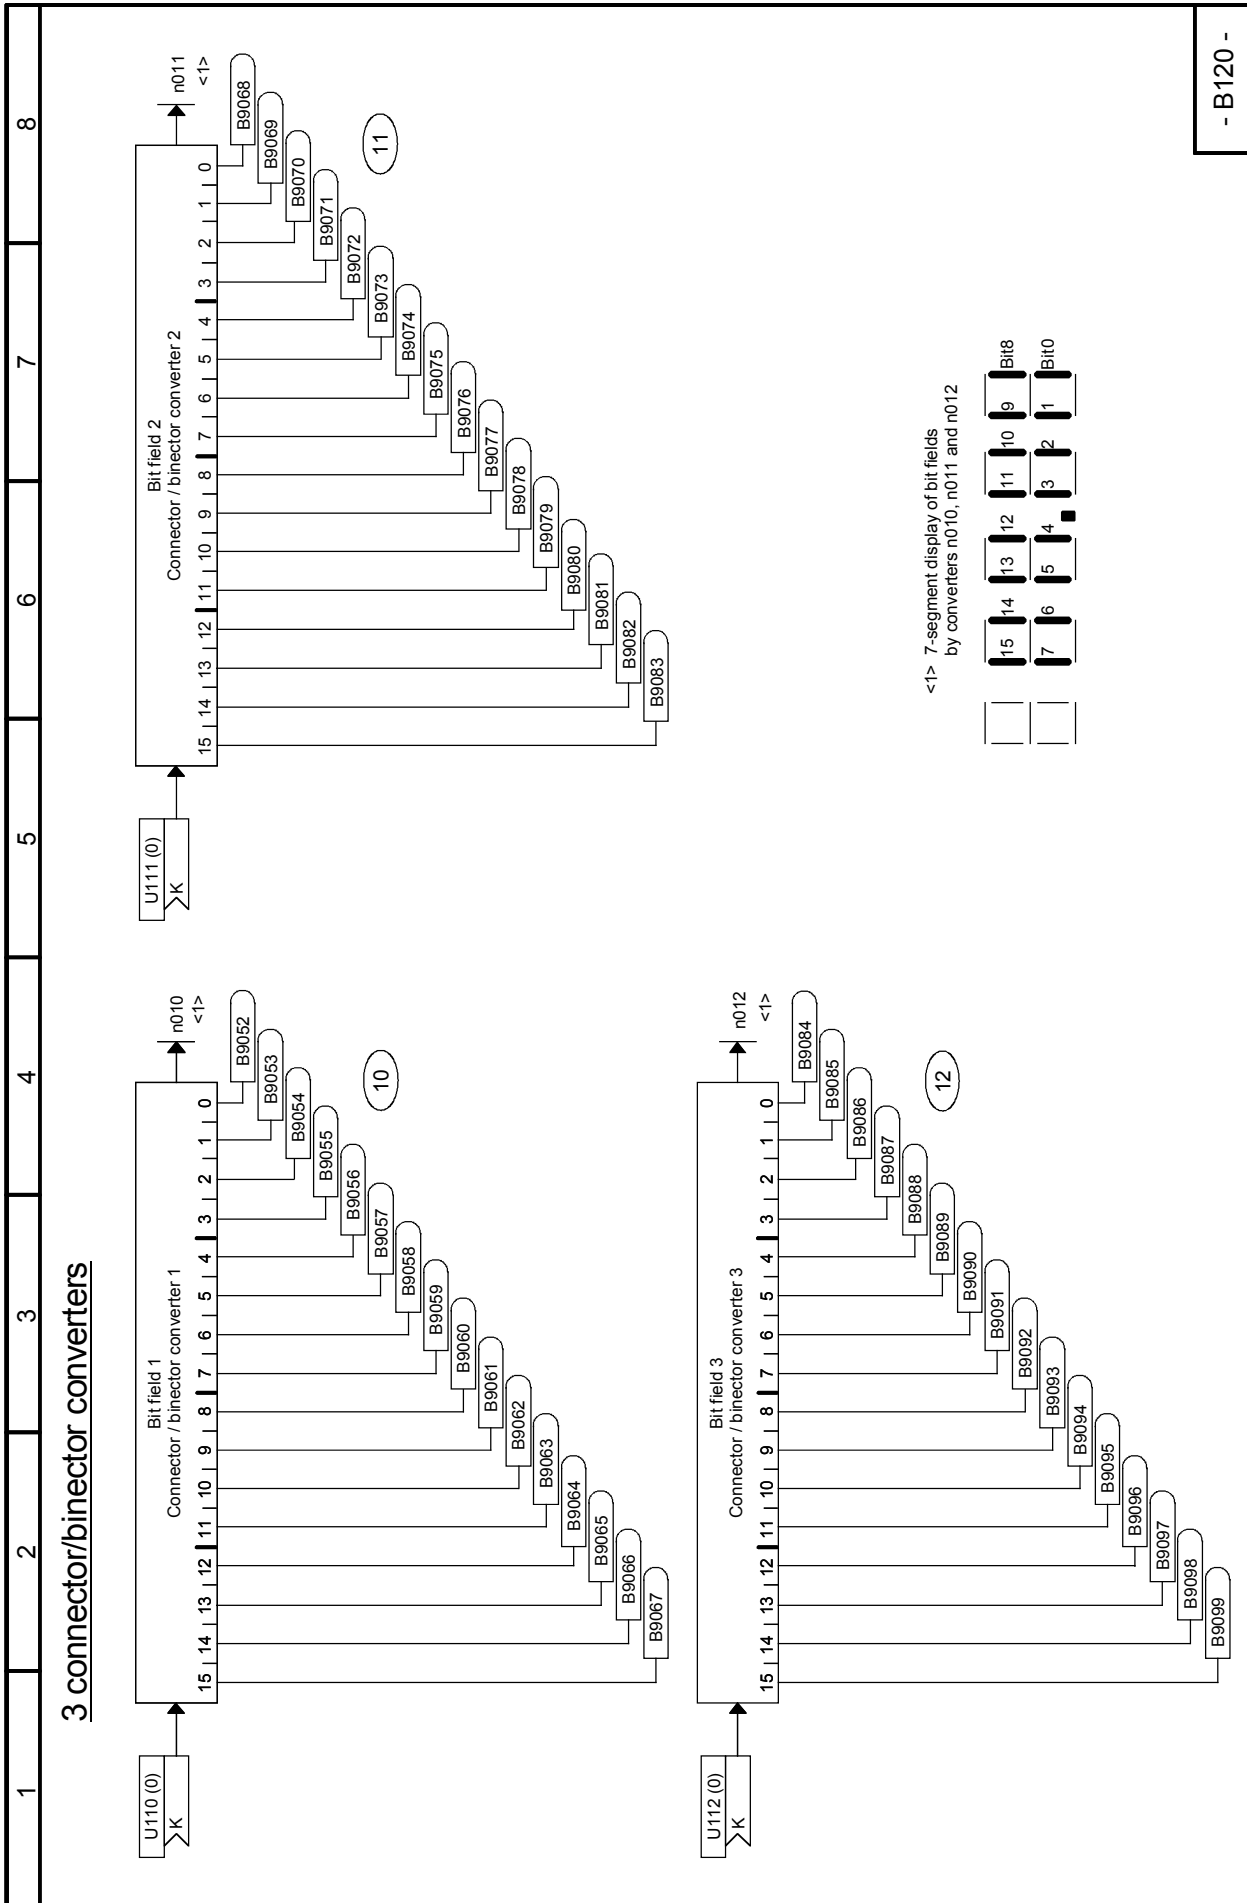 1 2 3 4 5 6 7 8
3 connector/binector converters
U110 (0)
K
Bit field 1
Connector / binector converter 1
15 14 13 12 11 10 9 8 7 6 5 4 3 2 1 0
n010
<1>
B9052
B9053
B9054
B9055
B9056
B9057
B9058
B9059
B9060
B9061
B9062
B9063
B9064
B9065
B9066
B9067
10
U111 (0)
K
Bit field 2
Connector / binector converter 2
15 14 13 12 11 10 9 8 7 6 5 4 3 2 1 0
n011
<1>
B9068
B9069
B9070
B9071
B9072
B9073
B9074
B9075
B9076
B9077
B9078
B9079
B9080
B9081
B9082
B9083
11
U112 (0)
K
Bit field 3
Connector / binector converter 3
15 14 13 12 11 10 9 8 7 6 5 4 3 2 1 0
n012
<1>
B9084
B9085
B9086
B9087
B9088
B9089
B9090
B9091
B9092
B9093
B9094
B9095
B9096
B9097
B9098
B9099
12
<1> 7-segment display of bit fields
by converters n010, n011 and n012
15 14 13 12 11 10 9 Bit8
7 6 5 4 3 2 1 Bit0
- B120 -